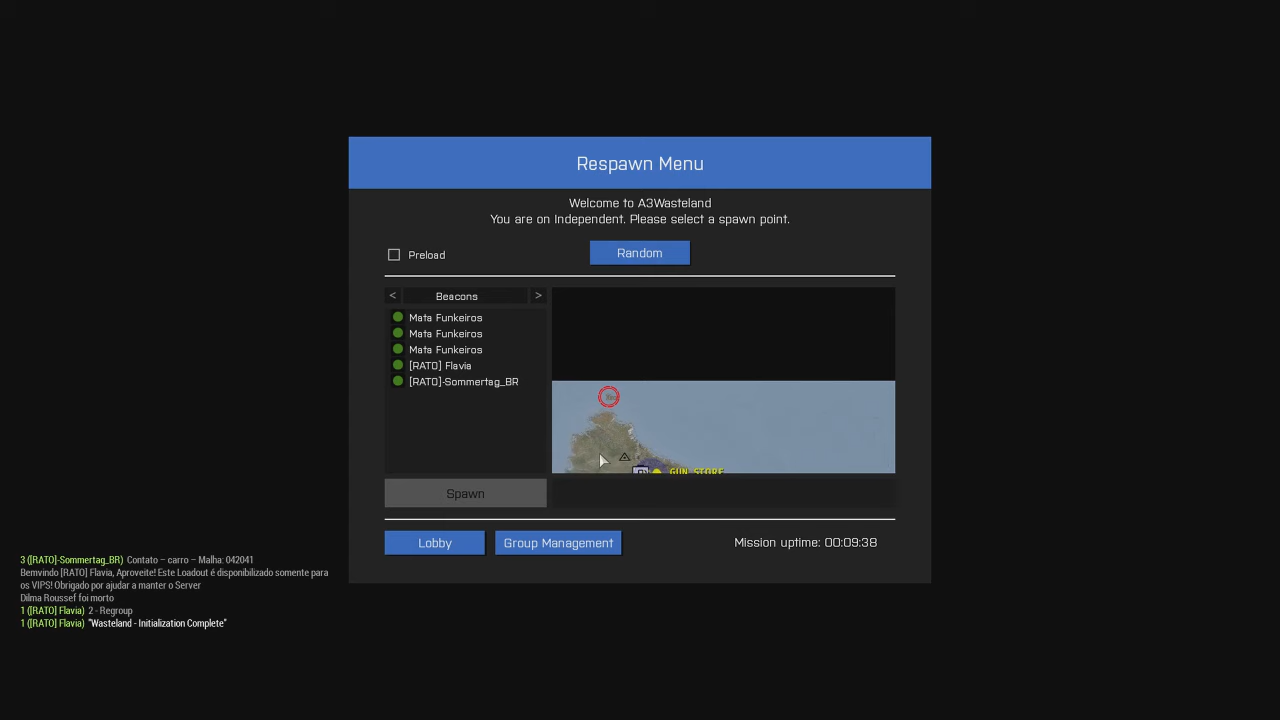 Respawn Menu
Welcome to A3Wasteland
You are on Independent. Please select a spawn point.
Preload
Random
< Beacons >
Mata Funkeiros
Mata Funkeiros
Mata Funkeiros
[RATO] Flavia
[RATO]-Sommertag_BR
GUN STORE
Spawn
Lobby
Group Management
Mission uptime: 00:09:38
3 ([RATO]-Sommertag_BR) Contato – carro – Malha: 042041
Bemvindo [RATO] Flavia, Aproveite! Este Loadout é disponibilizado somente para
os VIPS! Obrigado por ajudar a manter o Server
Dilma Roussef foi morto
1 ([RATO] Flavia) 2 - Regroup
1 ([RATO] Flavia) "Wasteland - Initialization Complete"